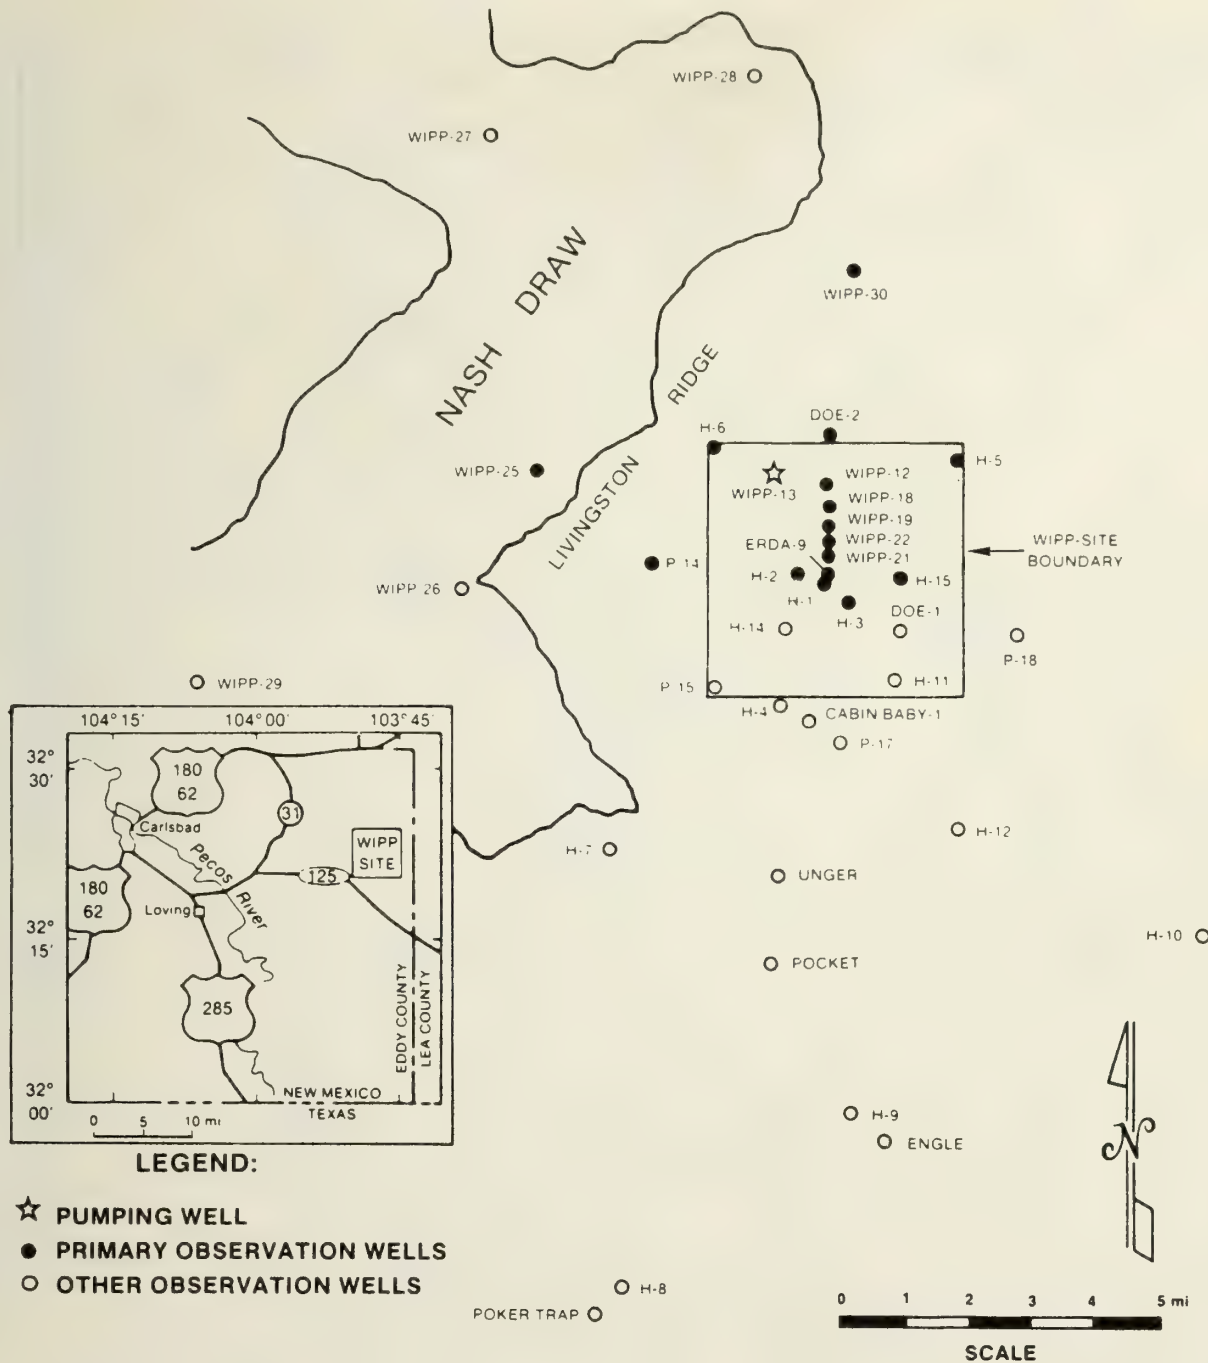 WIPP-28
WIPP-27
NASH DRAW
WIPP-30
LIVINGSTON RIDGE
DOE-2
H-6
H-5
WIPP-25
WIPP-12
WIPP-13
WIPP-18
WIPP-19
WIPP-22
ERDA-9
WIPP-21
WIPP-SITE
BOUNDARY
P-14
H-2
H-15
WIPP-26
H-1
H-3
DOE-1
H-14
P-18
WIPP-29
P-15
H-11
H-4
CABIN BABY-1
P-17
H-12
H-7
UNGER
H-10
POCKET
H-9
ENGLE
N
H-8
POKER TRAP
104° 15′ 104° 00′ 103° 45′
32°
30′
180
62
31
Carlsbad
WIPP
SITE
Pecos River
125
180
62
Loving
32°
15′
285
EDDY COUNTY
LEA COUNTY
32°
00′
NEW MEXICO
TEXAS
0 5 10 mi
LEGEND:
PUMPING WELL
PRIMARY OBSERVATION WELLS
OTHER OBSERVATION WELLS
0 1 2 3 4 5 mi
SCALE